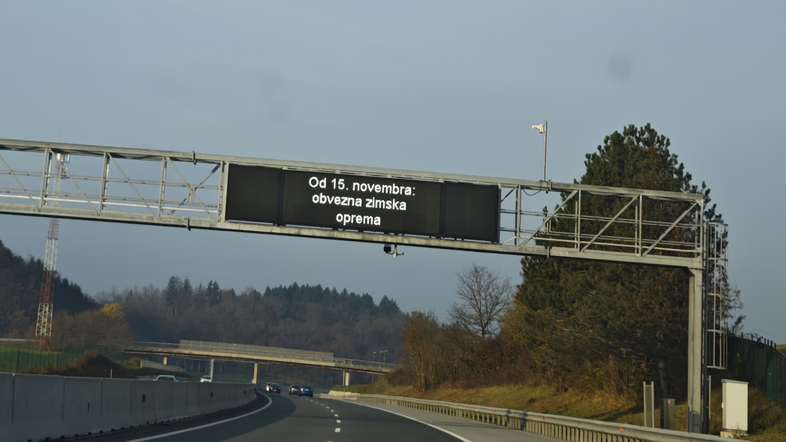 Od 15. novembra:
obvezna zimska
oprema